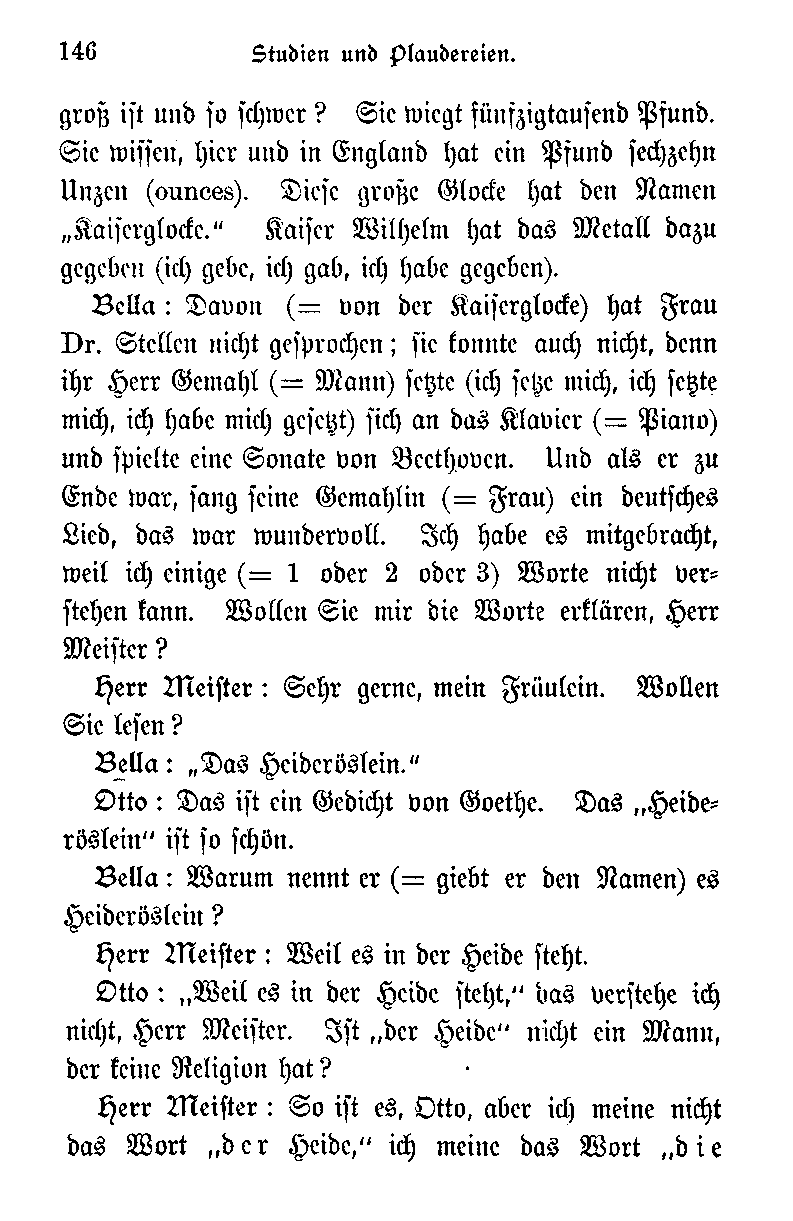 146 Studien und Plaudereien.
groß ist und so schwer? Sie wiegt fünfzigtausend Pfund.
Sie wissen, hier und in England hat ein Pfund sechzehn
Unzen (ounces). Diese große Glocke hat den Namen
„Kaiserglocke.“ Kaiser Wilhelm hat das Metall dazu
gegeben (ich gebe, ich gab, ich habe gegeben).
Bella: Davon (= von der Kaiserglocke) hat Frau
Dr. Stellen nicht gesprochen; sie konnte auch nicht, denn
ihr Herr Gemahl (= Mann) setzte (ich setze mich, ich setzte
mich, ich habe mich gesetzt) sich an das Klavier (= Piano)
und spielte eine Sonate von Beethoven. Und als er zu
Ende war, sang seine Gemahlin (= Frau) ein deutsches
Lied, das war wundervoll. Ich habe es mitgebracht,
weil ich einige (= 1 oder 2 oder 3) Worte nicht ver-
stehen kann. Wollen Sie mir die Worte erklären, Herr
Meister?
Herr Meister: Sehr gerne, mein Fräulein. Wollen
Sie lesen?
Bella: „Das Heideröslein.“
Otto: Das ist ein Gedicht von Goethe. Das „Heide-
röslein“ ist so schön.
Bella: Warum nennt er (= giebt er den Namen) es
Heideröslein?
Herr Meister: Weil es in der Heide steht.
Otto: „Weil es in der Heide steht,“ das verstehe ich
nicht, Herr Meister. Ist „der Heide“ nicht ein Mann,
der keine Religion hat?
Herr Meister: So ist es, Otto, aber ich meine nicht
das Wort „der Heide,“ ich meine das Wort „die